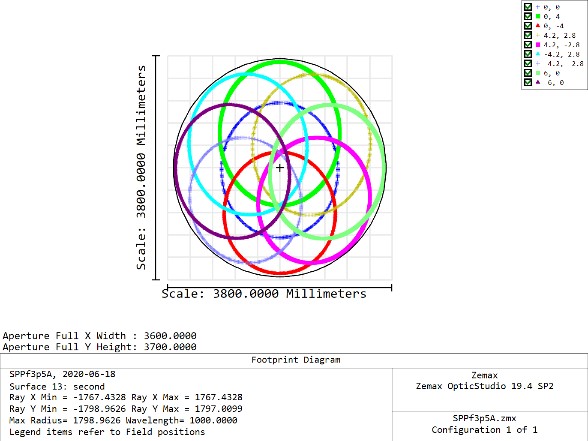 0, 0
0, 4
0, -4
4.2, 2.8
4.2, -2.8
-4.2, 2.8
-4.2, 2.8
6, 0
6, 0
Scale: 3800.0000 Millimeters
Scale: 3800.0000 Millimeters
Aperture Full X Width : 3600.0000
Aperture Full Y Height: 3700.0000
Footprint Diagram
SPPf3p5A, 2020-06-18
Surface 13: second
Ray X Min = -1767.4328 Ray X Max = 1767.4328
Ray Y Min = -1798.9626 Ray Y Max = 1797.0099
Max Radius= 1798.9626 Wavelength= 1000.0000
Legend items refer to Field positions
Zemax
Zemax OpticStudio 19.4 SP2
SPPf3p5A.zmx
Configuration 1 of 1